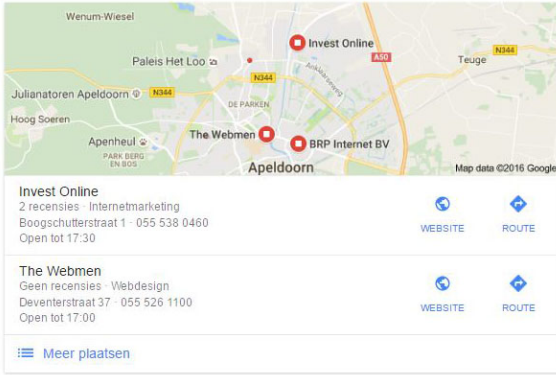 Wenum-Wiesel
Invest Online
Paleis Het Loo
A50
N344
Teuge
N344
Julianatoren Apeldoorn
N344
Anklaarseweg
DE PARKEN
Hoog Soeren
Apenheul
The Webmen
BRP Internet BV
PARK BERG
EN BOS
Apeldoorn
Map data ©2016 Google
Invest Online
2 recensies · Internetmarketing
Boogschutterstraat 1 · 055 538 0460
Open tot 17:30
WEBSITE
ROUTE
The Webmen
Geen recensies · Webdesign
Deventerstraat 37 · 055 526 1100
Open tot 17:00
WEBSITE
ROUTE
Meer plaatsen